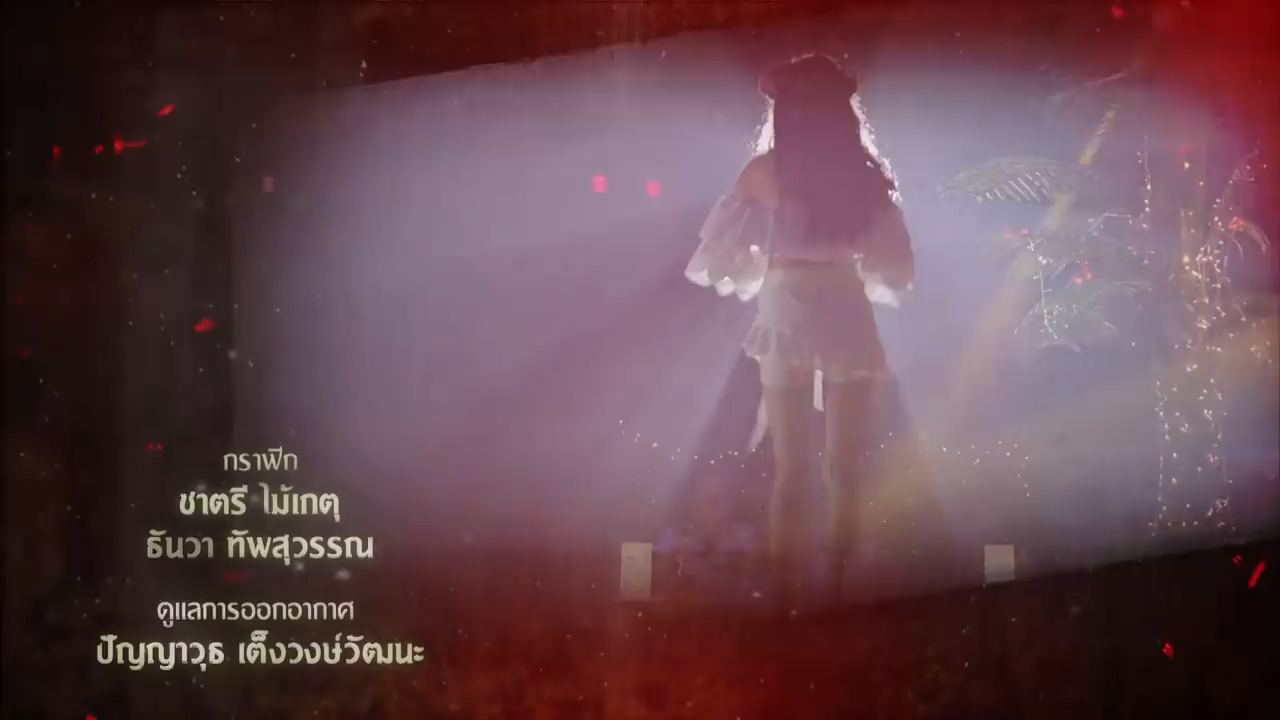 กราฟิก
ชาตรี ไม้เกตุ
ธันวา ทัพสุวรรณ
ดูแลการออกอากาศ
ปัญญาวุธ เต็งวงษ์วัฒนะ